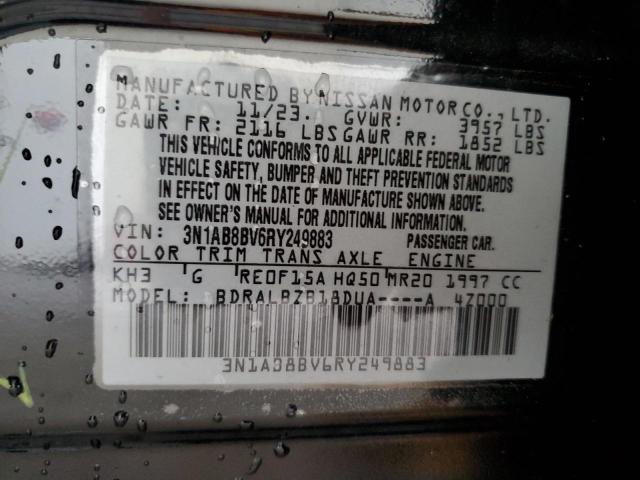 MANUFACTURED BY NISSAN MOTOR CO., LTD.
DATE: 11/23. GVWR: 3957 LBS
GAWR FR: 2116 LBS GAWR RR: 1852 LBS
THIS VEHICLE CONFORMS TO ALL APPLICABLE FEDERAL MOTOR
VEHICLE SAFETY, BUMPER AND THEFT PREVENTION STANDARDS
IN EFFECT ON THE DATE OF MANUFACTURE SHOWN ABOVE.
SEE OWNER'S MANUAL FOR ADDITIONAL INFORMATION.
VIN: 3N1AB8BV6RY249883 PASSENGER CAR.
COLOR TRIM TRANS AXLE ENGINE
KH3 G RE0F15A HQ50 MR20 1997 CC
MODEL: BDRALBZB18DUA----A 4Z000
3N1AB8BV6RY249883